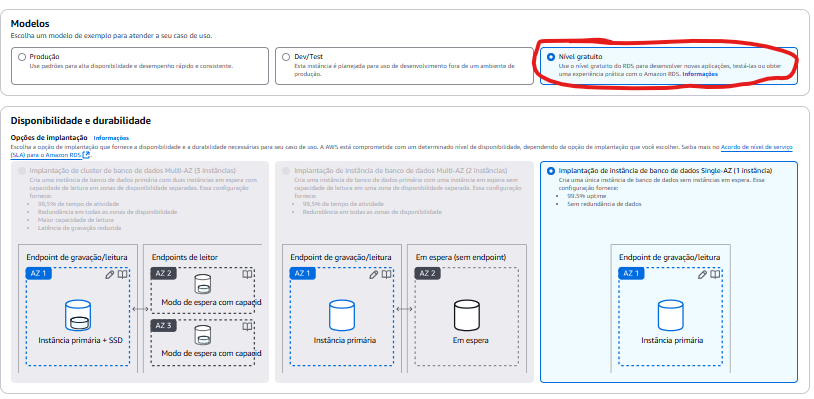 Modelos
Escolha um modelo de exemplo para atender a seu caso de uso.
Produção
Use padrões para alta disponibilidade e desempenho rápido e consistente.
Dev/Test
Esta instância é planejada para uso de desenvolvimento fora de um ambiente de
produção.
Nível gratuito
Use o nível gratuito do RDS para desenvolver novas aplicações, testá-las ou obter
uma experiência prática com o Amazon RDS. Informações
Disponibilidade e durabilidade
Opções de implantação Informações
Escolha a opção de implantação que fornece a disponibilidade e a durabilidade necessárias para seu caso de uso. A AWS está comprometida com um determinado nível de disponibilidade, dependendo da opção de implantação que você escolher. Saiba mais no Acordo de nível de serviço
(SLA) para o Amazon RDS
Implantação de cluster de banco de dados Multi-AZ (3 instâncias)
Cria uma instância de banco de dados primária com duas instâncias em espera com
capacidade de leitura em zonas de disponibilidade separadas. Essa configuração
fornece:
99,5% de tempo de atividade
Redundância em todas as zonas de disponibilidade
Maior capacidade de leitura
Latência de gravação reduzida
Endpoint de gravação/leitura
AZ 1
Instância primária + SSD
Endpoints de leitor
AZ 2
Modo de espera com capacid
AZ 3
Modo de espera com capacid
Implantação de instância de banco de dados Multi-AZ (2 instâncias)
Cria uma instância de banco de dados primária com uma instância em espera sem
capacidade de leitura em uma zona de disponibilidade separada. Essa configuração
fornece:
99,5% de tempo de atividade
Redundância em todas as zonas de disponibilidade
Endpoint de gravação/leitura
AZ 1
Instância primária
Em espera (sem endpoint)
AZ 2
Em espera
Implantação de instância de banco de dados Single-AZ (1 instância)
Cria uma única instância de banco de dados sem instâncias em espera. Essa
configuração fornece:
99.5% uptime
Sem redundância de dados
Endpoint de gravação/leitura
AZ 1
Instância primária